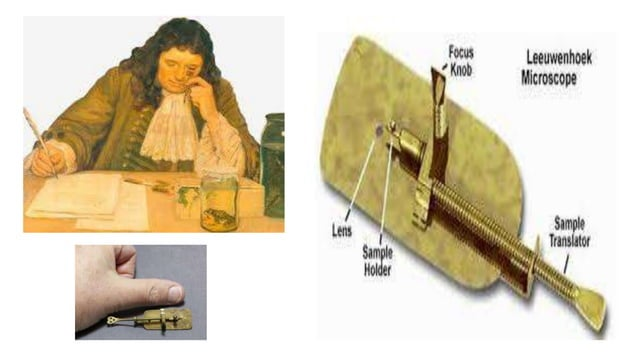 Focus
Knob
Leeuwenhoek
Microscope
Lens
Sample
Holder
Sample
Translator